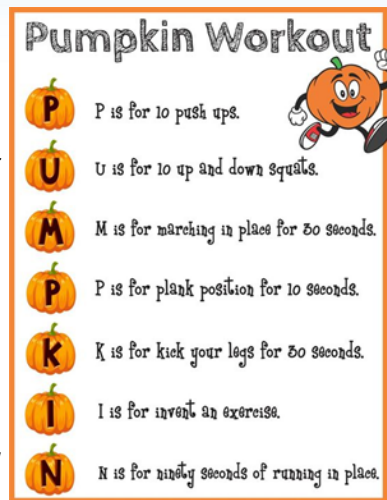 Pumpkin Workout
P P is for 10 push ups.
U U is for 10 up and down squats.
M M is for marching in place for 30 seconds.
P P is for plank position for 10 seconds.
K K is for kick your legs for 30 seconds.
I I is for invent an exercise.
N N is for ninety seconds of running in place.